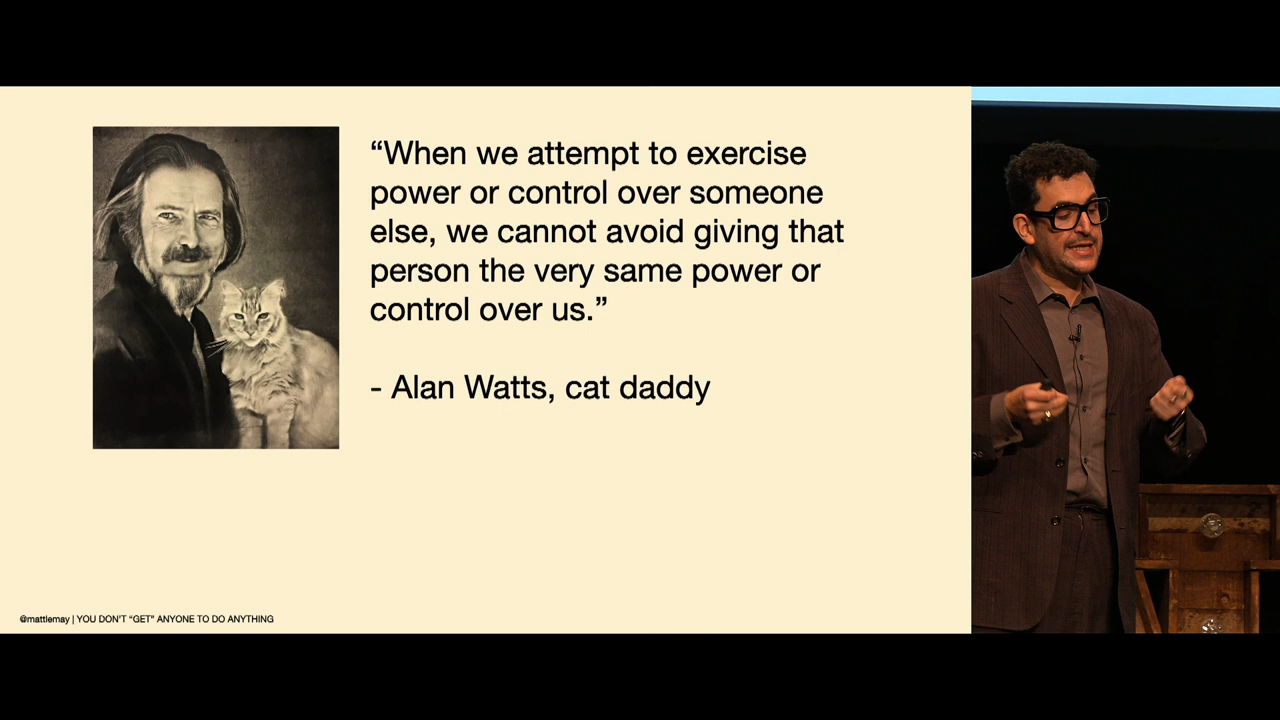 “When we attempt to exercise
power or control over someone
else, we cannot avoid giving that
person the very same power or
control over us.”
- Alan Watts, cat daddy
@mattlemay | YOU DON’T “GET” ANYONE TO DO ANYTHING